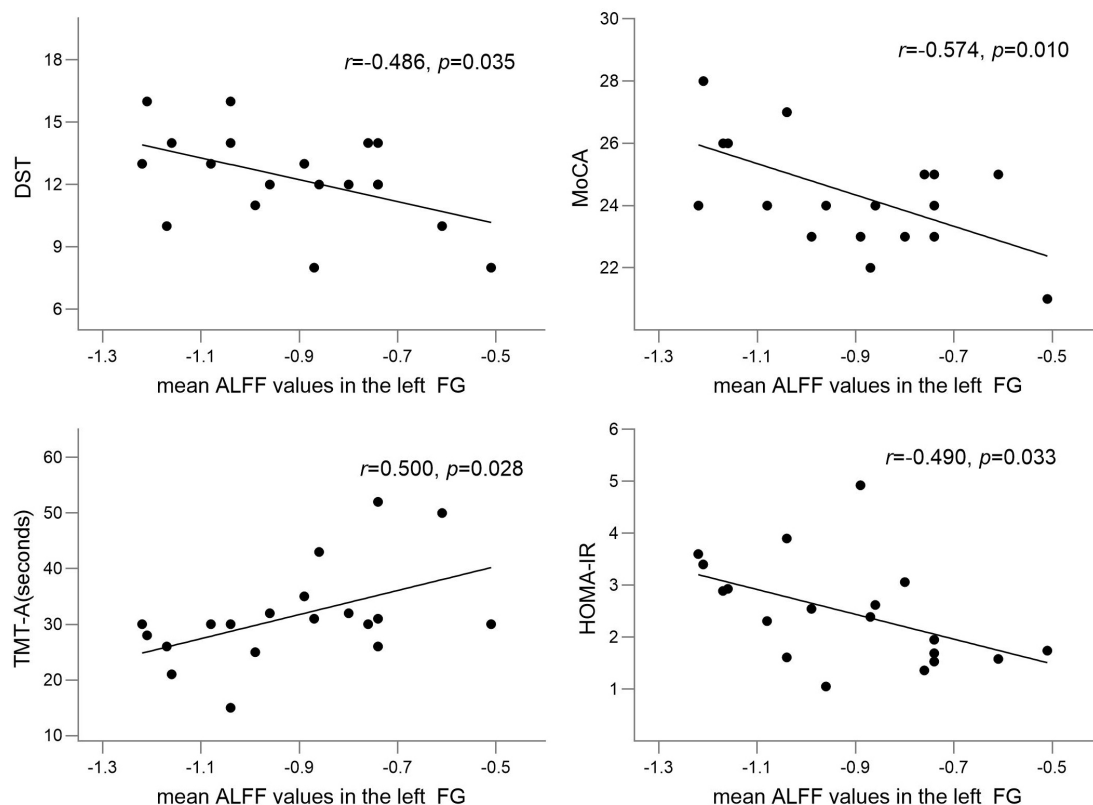 r=-0.486, p=0.035
DST
18
15
12
9
6
-1.3 -1.1 -0.9 -0.7 -0.5
mean ALFF values in the left FG
r=-0.574, p=0.010
MoCA
30
28
26
24
22
-1.3 -1.1 -0.9 -0.7 -0.5
mean ALFF values in the left FG
r=0.500, p=0.028
TMT-A(seconds)
60
50
40
30
20
10
-1.3 -1.1 -0.9 -0.7 -0.5
mean ALFF values in the left FG
r=-0.490, p=0.033
HOMA-IR
6
5
4
3
2
1
-1.3 -1.1 -0.9 -0.7 -0.5
mean ALFF values in the left FG